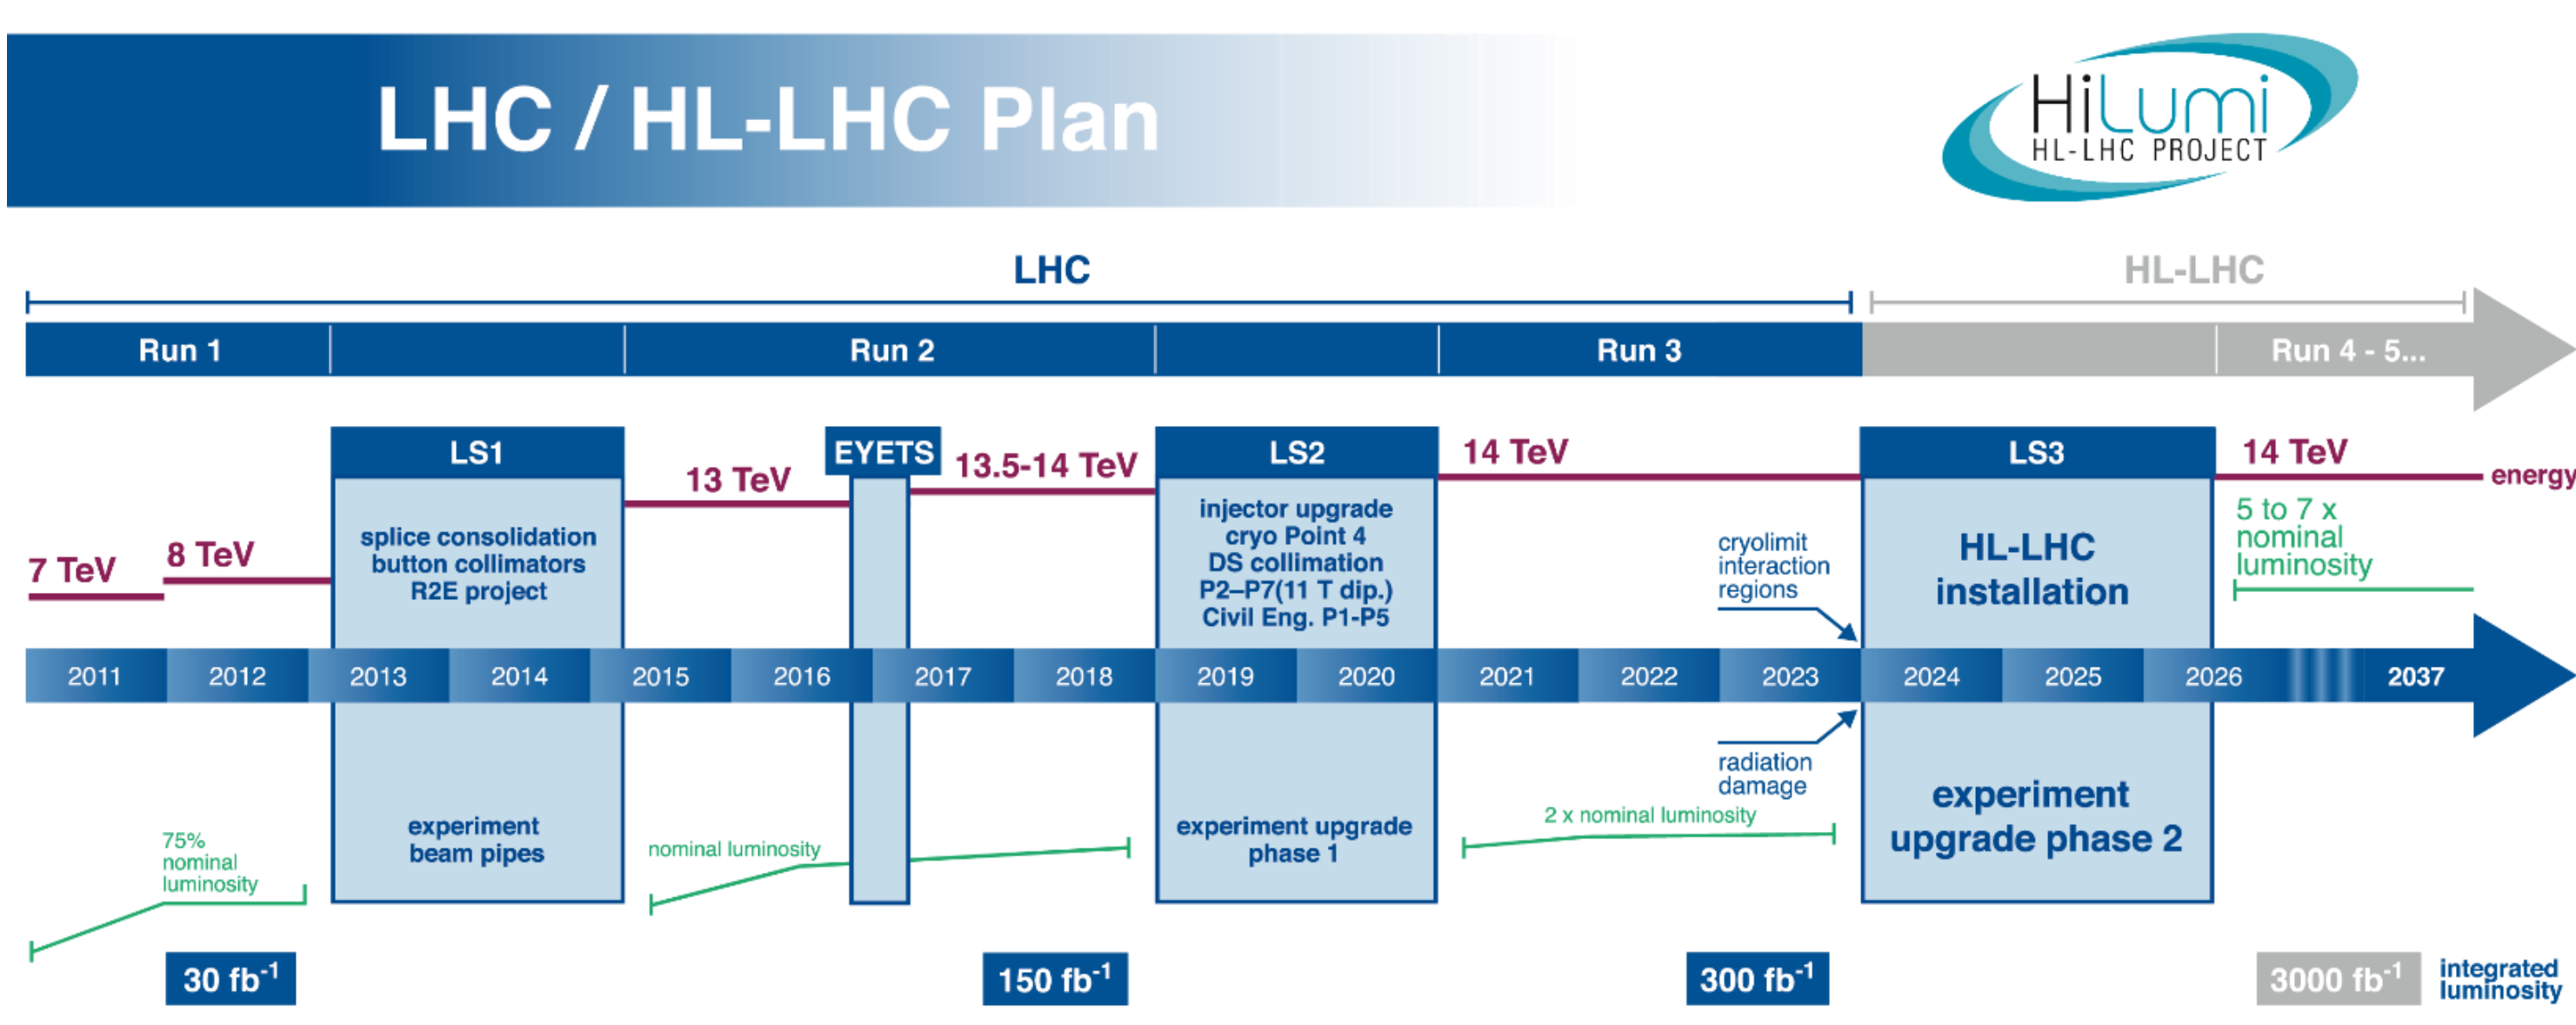 LHC / HL-LHC Plan
HiLumi
HL-LHC PROJECT
LHC
HL-LHC
Run 1
Run 2
Run 3
Run 4 - 5...
LS1
EYETS
LS2
LS3
7 TeV
8 TeV
13 TeV
13.5-14 TeV
14 TeV
14 TeV
energy
splice consolidation
button collimators
R2E project
injector upgrade
cryo Point 4
DS collimation
P2–P7(11 T dip.)
Civil Eng. P1-P5
cryolimit
interaction
regions
HL-LHC
installation
5 to 7 x
nominal
luminosity
2011
2012
2013
2014
2015
2016
2017
2018
2019
2020
2021
2022
2023
2024
2025
2026
2037
radiation
damage
75%
nominal
luminosity
experiment
beam pipes
nominal luminosity
experiment upgrade
phase 1
2 x nominal luminosity
experiment
upgrade phase 2
30 fb⁻¹
150 fb⁻¹
300 fb⁻¹
3000 fb⁻¹
integrated
luminosity